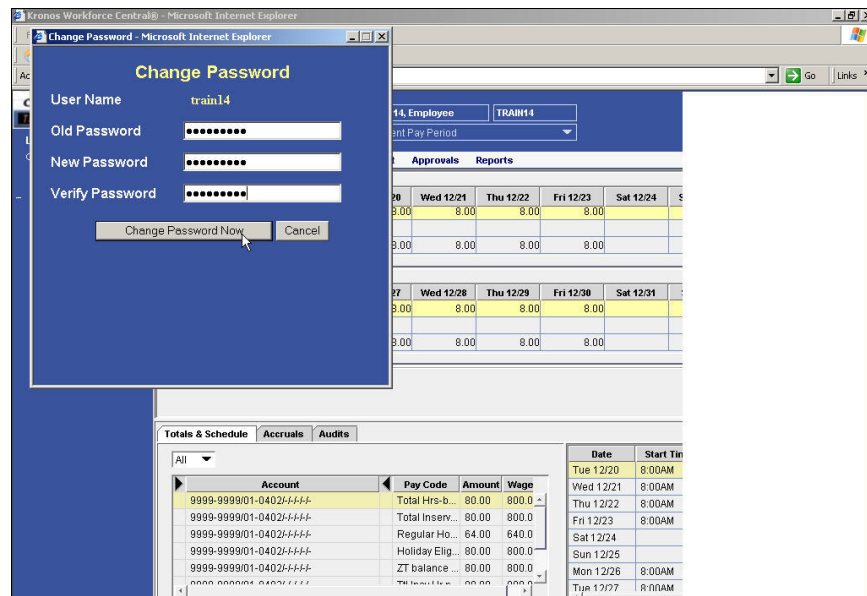 Kronos Workforce Central® - Microsoft Internet Explorer
Change Password - Microsoft Internet Explorer
Change Password
User Name train14
Old Password •••••••••
New Password •••••••••
Verify Password •••••••••
Change Password Now Cancel
Ac Go Links »
14, Employee TRAIN14
ent Pay Period
Approvals Reports
20 Wed 12/21 Thu 12/22 Fri 12/23 Sat 12/24 S
8.00 8.00 8.00 8.00
8.00 8.00 8.00 8.00
27 Wed 12/28 Thu 12/29 Fri 12/30 Sat 12/31
8.00 8.00 8.00 8.00
8.00 8.00 8.00 8.00
Totals & Schedule Accruals Audits
All
Account Pay Code Amount Wage
9999-9999/01-0402/-/-/-/- Total Hrs-b... 80.00 800.0
9999-9999/01-0402/-/-/-/- Total Inserv... 80.00 800.0
9999-9999/01-0402/-/-/-/- Regular Ho... 64.00 640.0
9999-9999/01-0402/-/-/-/- Holiday Elig... 80.00 800.0
9999-9999/01-0402/-/-/-/- ZT balance ... 80.00 800.0
Date Start Tim
Tue 12/20 8:00AM
Wed 12/21 8:00AM
Thu 12/22 8:00AM
Fri 12/23 8:00AM
Sat 12/24
Sun 12/25
Mon 12/26 8:00AM
Tue 12/27 8:00AM